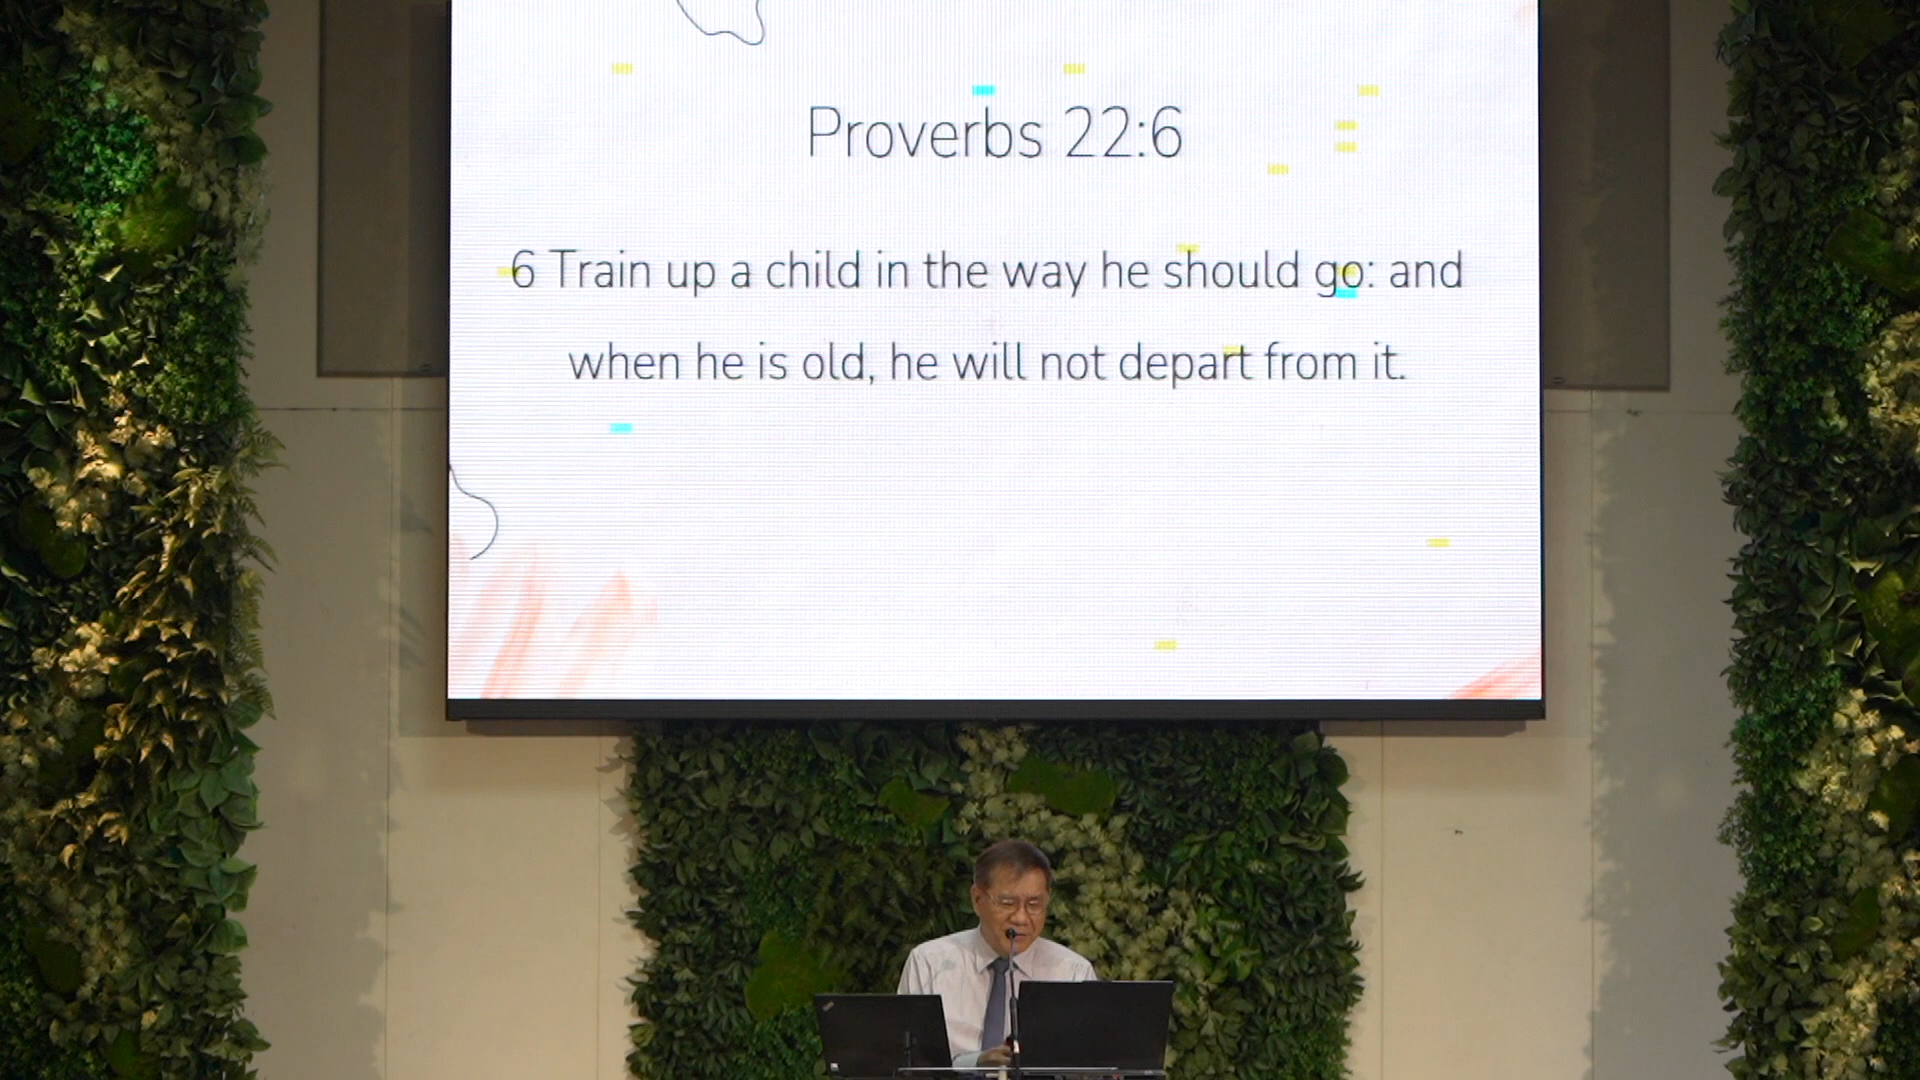 Proverbs 22:6
6 Train up a child in the way he should go: and
when he is old, he will not depart from it.